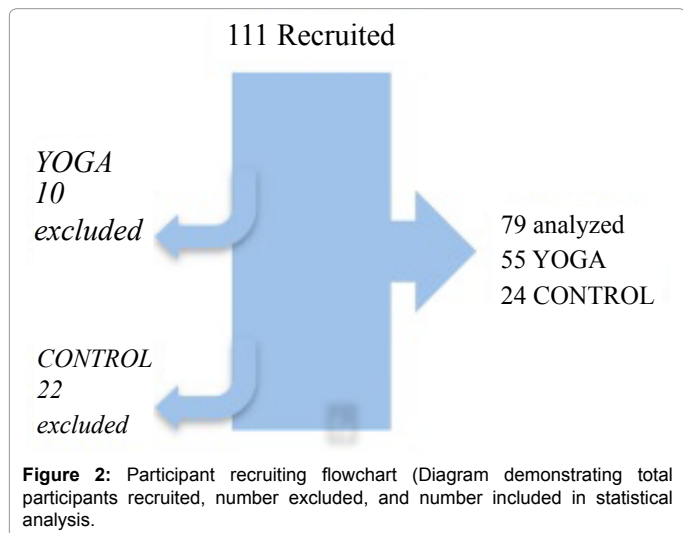 111 Recruited
YOGA
10
excluded
79 analyzed
55 YOGA
24 CONTROL
CONTROL
22
excluded
Figure 2: Participant recruiting flowchart (Diagram demonstrating total
participants recruited, number excluded, and number included in statistical
analysis.